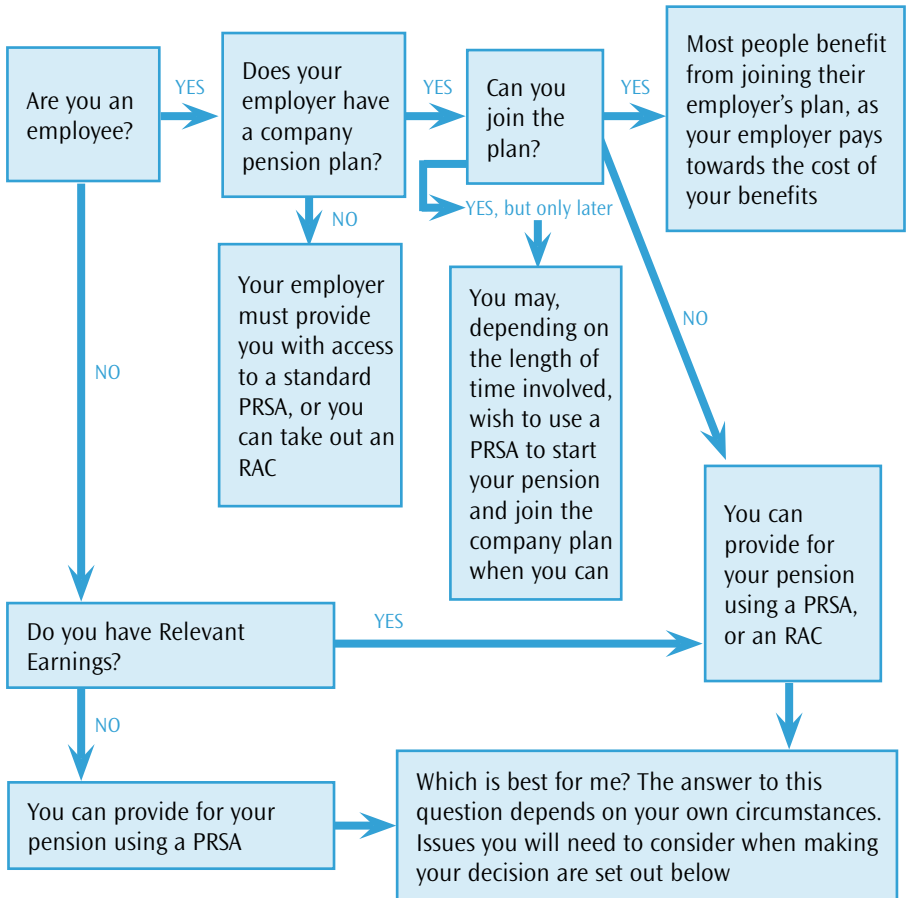 Are you an
employee?
YES
Does your
employer have
a company
pension plan?
YES
Can you
join the
plan?
YES
Most people benefit
from joining their
employer’s plan, as
your employer pays
towards the cost of
your benefits
NO
Your employer
must provide
you with access
to a standard
PRSA, or you
can take out an
RAC
YES, but only later
You may,
depending on
the length of
time involved,
wish to use a
PRSA to start
your pension
and join the
company plan
when you can
NO
You can
provide for
your pension
using a PRSA,
or an RAC
NO
Do you have Relevant
Earnings?
YES
NO
You can provide for your
pension using a PRSA
Which is best for me? The answer to this
question depends on your own circumstances.
Issues you will need to consider when making
your decision are set out below